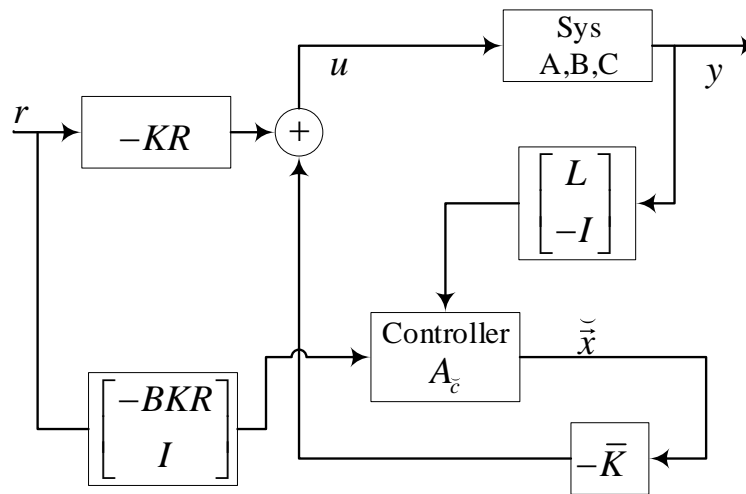 Sys
A,B,C
u
y
r
−KR
+
[L
−I]
Controller
A_c̆
x⃗̆
[−BKR
I]
−K̅